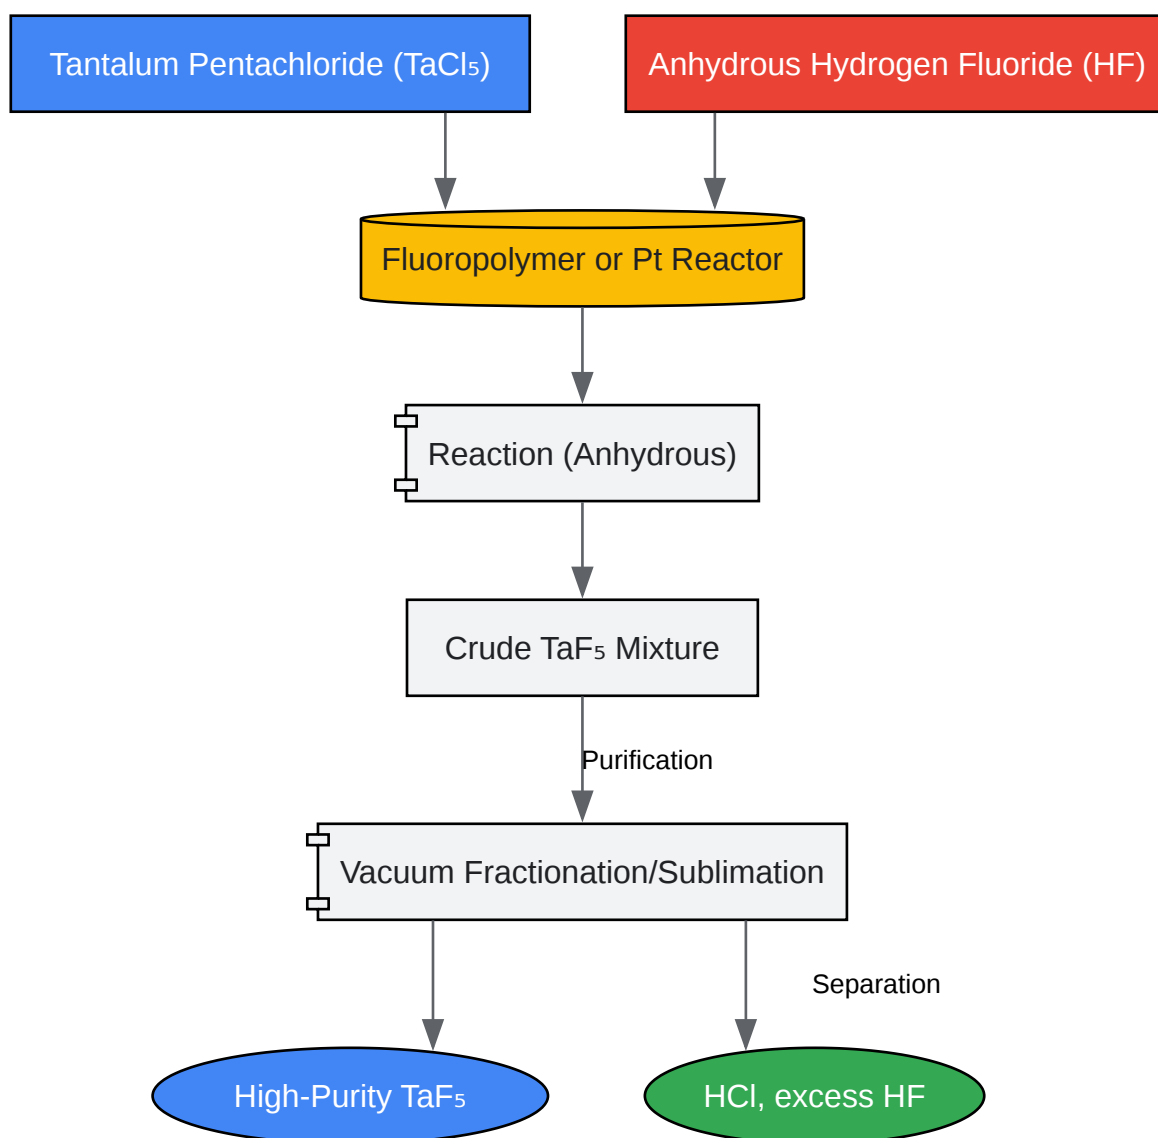 Tantalum Pentachloride (TaCl₅)
Anhydrous Hydrogen Fluoride (HF)
Fluoropolymer or Pt Reactor
Reaction (Anhydrous)
Crude TaF₅ Mixture
Purification
Vacuum Fractionation/Sublimation
Separation
High-Purity TaF₅
HCl, excess HF